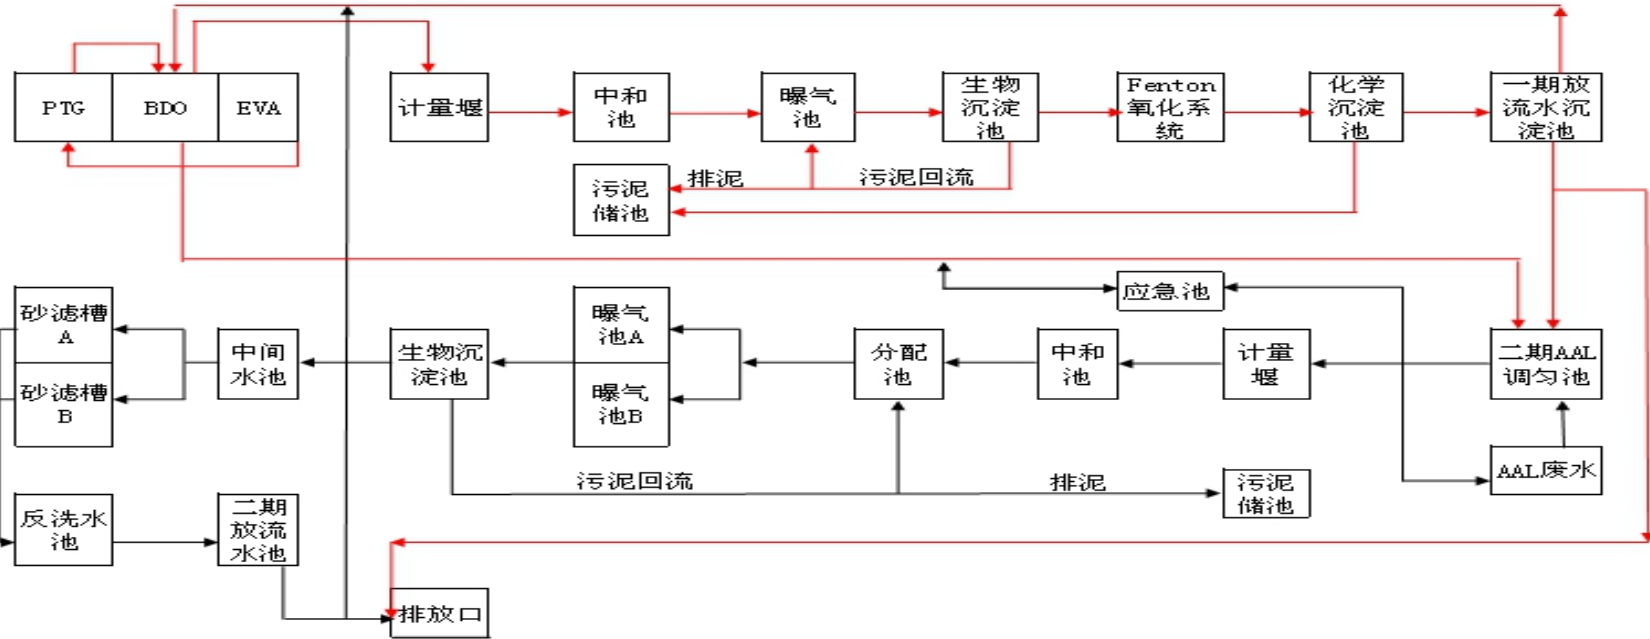 PTG
BDO
EVA
计量堰
中和
池
曝气
池
生物
沉淀
池
Fenton
氧化系
统
化学
沉淀
池
一期放
流水沉
淀池
污泥
储池
排泥
污泥回流
应急池
砂滤槽
A
砂滤槽
B
中间
水池
生物沉
淀池
曝气
池A
曝气
池B
分配
池
中和
池
计量
堰
二期AAL
调匀池
AAL废水
污泥回流
排泥
污泥
储池
反洗水
池
二期
放流
水池
排放口